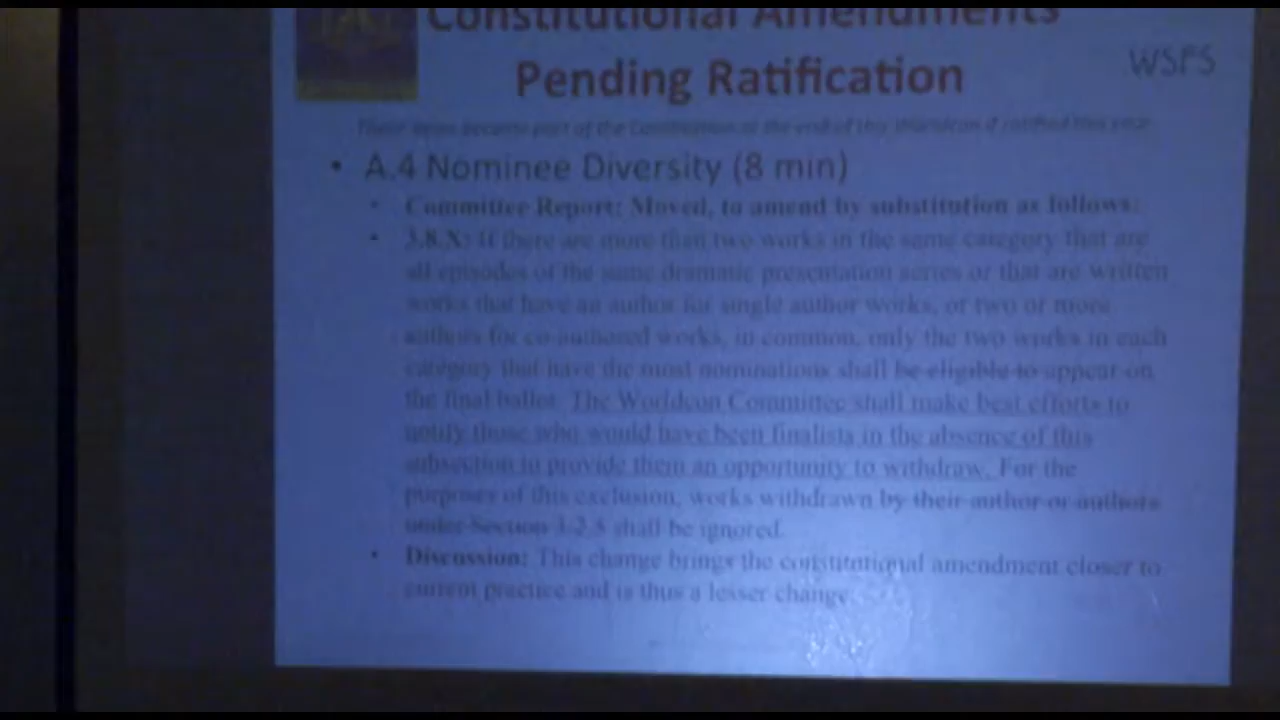 Constitutional Amendments
Pending Ratification
WSFS
These items become part of the Constitution at the end of this Worldcon if ratified this year
• A.4 Nominee Diversity (8 min)
• Committee Report: Moved, to amend by substitution as follows:
• 3.8.X: If there are more than two works in the same category that are
all episodes of the same dramatic presentation series or that are written
works that have an author for single author works, or two or more
authors for co-authored works, in common, only the two works in each
category that have the most nominations shall be eligible to appear on
the final ballot. The Worldcon Committee shall make best efforts to
notify those who would have been finalists in the absence of this
subsection to provide them an opportunity to withdraw. For the
purposes of this exclusion, works withdrawn by their author or authors
under Section 3.2.5 shall be ignored.
• Discussion: This change brings the constitutional amendment closer to
current practice and is thus a lesser change